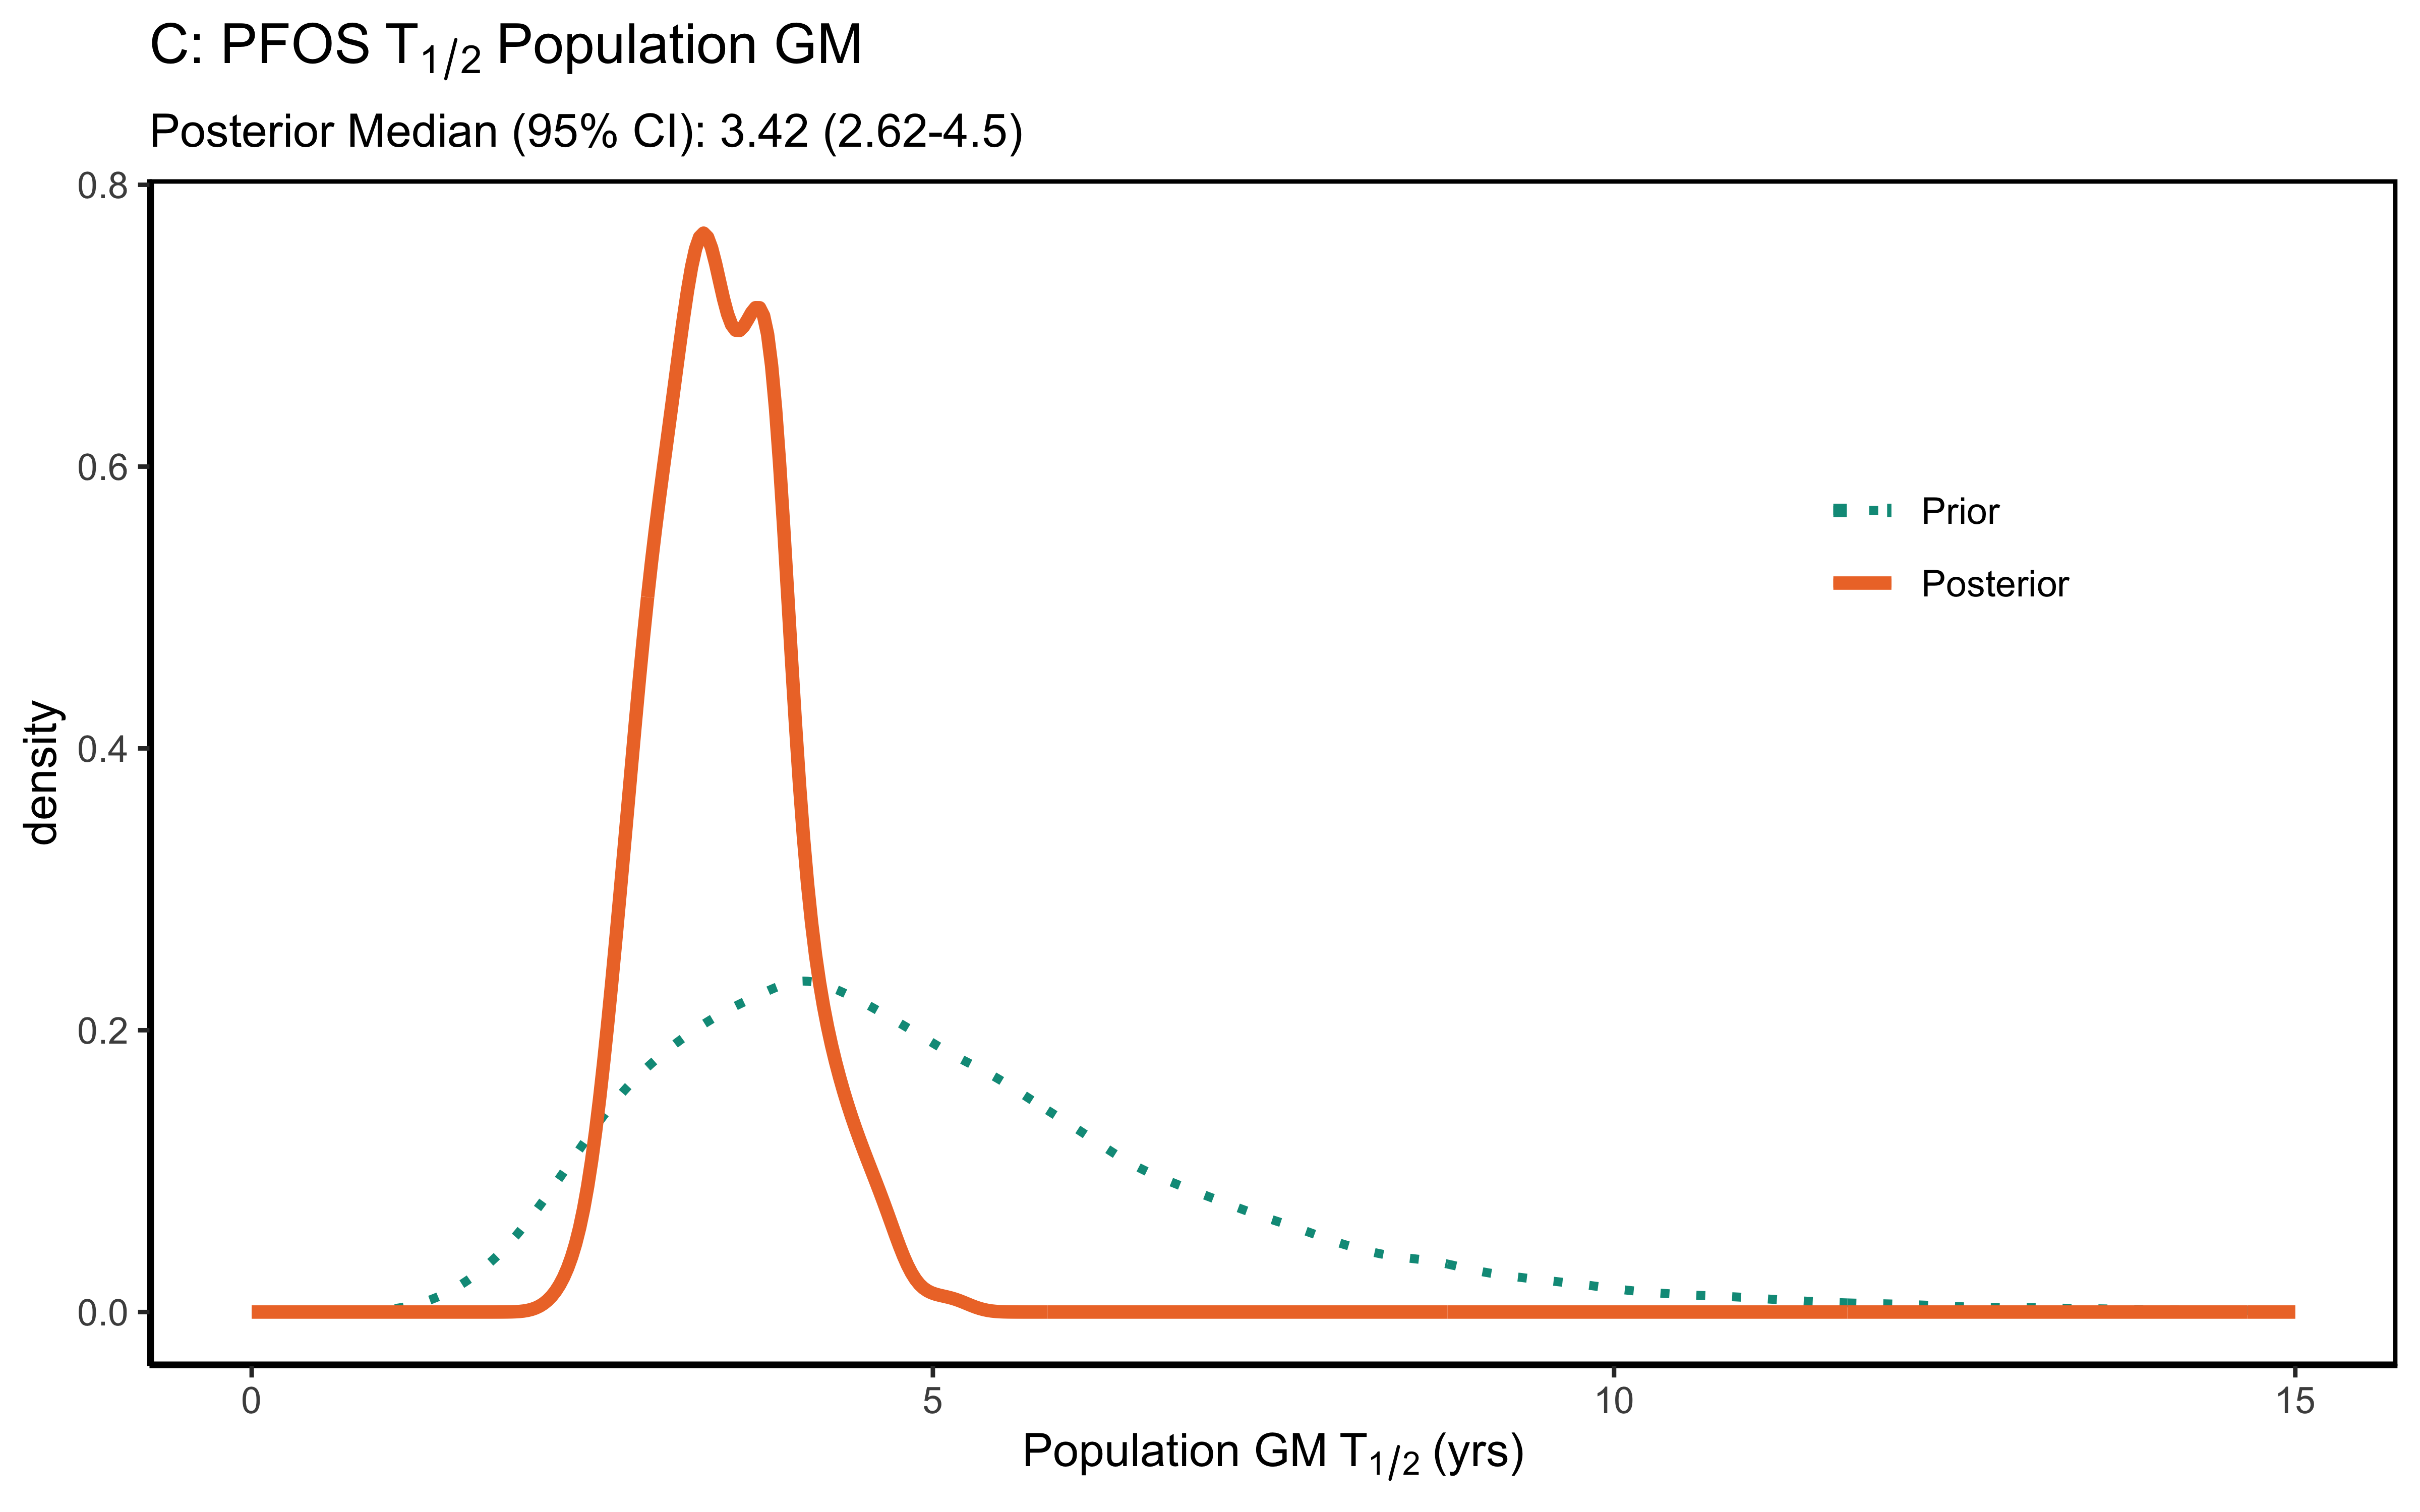 C: PFOS T1/2 Population GM
Posterior Median (95% CI): 3.42 (2.62-4.5)
0.8
0.6
0.4
0.2
0.0
density
Prior
Posterior
0 5 10 15
Population GM T1/2 (yrs)